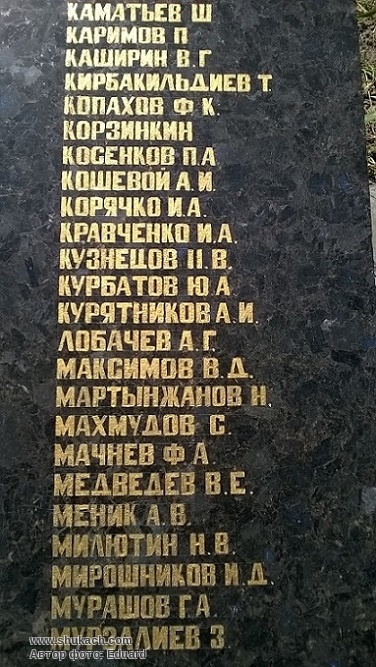 КАМАТЬЕВ Ш
КАРИМОВ П
КАШИРИН В.Г
КИРБАКИЛЬДИЕВ Т.
КОПАХОВ Ф К.
КОРЗИНКИН
КОСЕНКОВ П.А
КОШЕВОЙ А.И.
КОРЯЧКО И.А.
КРАВЧЕНКО И.А.
КУЗНЕЦОВ П.В.
КУРБАТОВ Ю.А
КУРЯТНИКОВ А.И.
ЛОБАЧЕВ А.Г.
МАКСИМОВ В.Д.
МАРТЫНЖАНОВ Н.
МАХМУДОВ С.
МАЧНЕВ Ф А.
МЕДВЕДЕВ В.Е.
МЕНИК А.В.
МИЛЮТИН Н.В.
МИРОШНИКОВ И.Д.
МУРАШОВ Г.А.
З.
www.shukach.com
Автор фото: Eduard